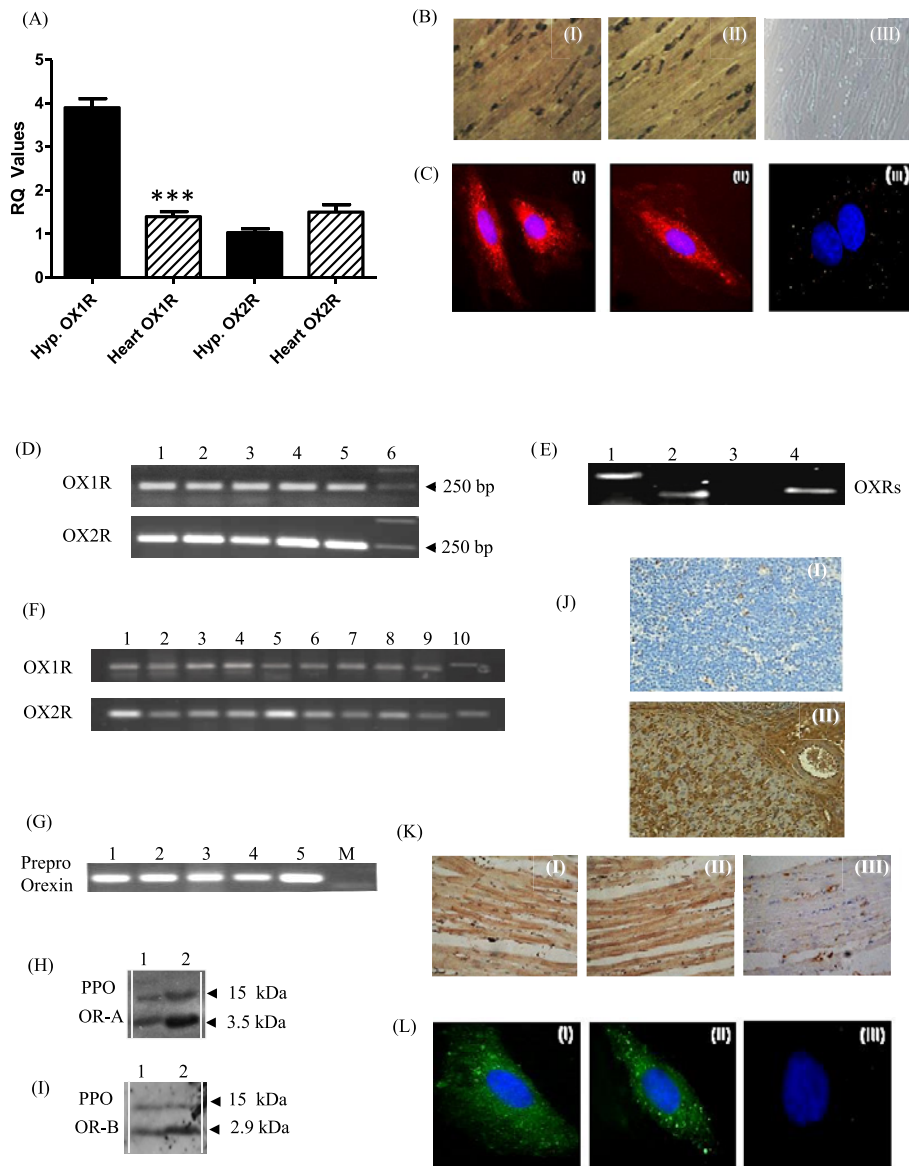 (A)
5
4
3
2
1
0
RQ Values
***
Hyp. OX1R
Heart OX1R
Hyp. OX2R
Heart OX2R
(B)
(I)
(II)
(III)
(C)
(I)
(II)
(III)
(D)
1 2 3 4 5 6
OX1R
250 bp
OX2R
250 bp
(E)
1 2 3 4
OXRs
(F)
1 2 3 4 5 6 7 8 9 10
OX1R
OX2R
(J)
(I)
(II)
(G)
1 2 3 4 5 M
Prepro
Orexin
(K)
(I)
(II)
(III)
(H)
1 2
PPO
15 kDa
OR-A
3.5 kDa
(I)
1 2
PPO
15 kDa
OR-B
2.9 kDa
(L)
(I)
(II)
(III)